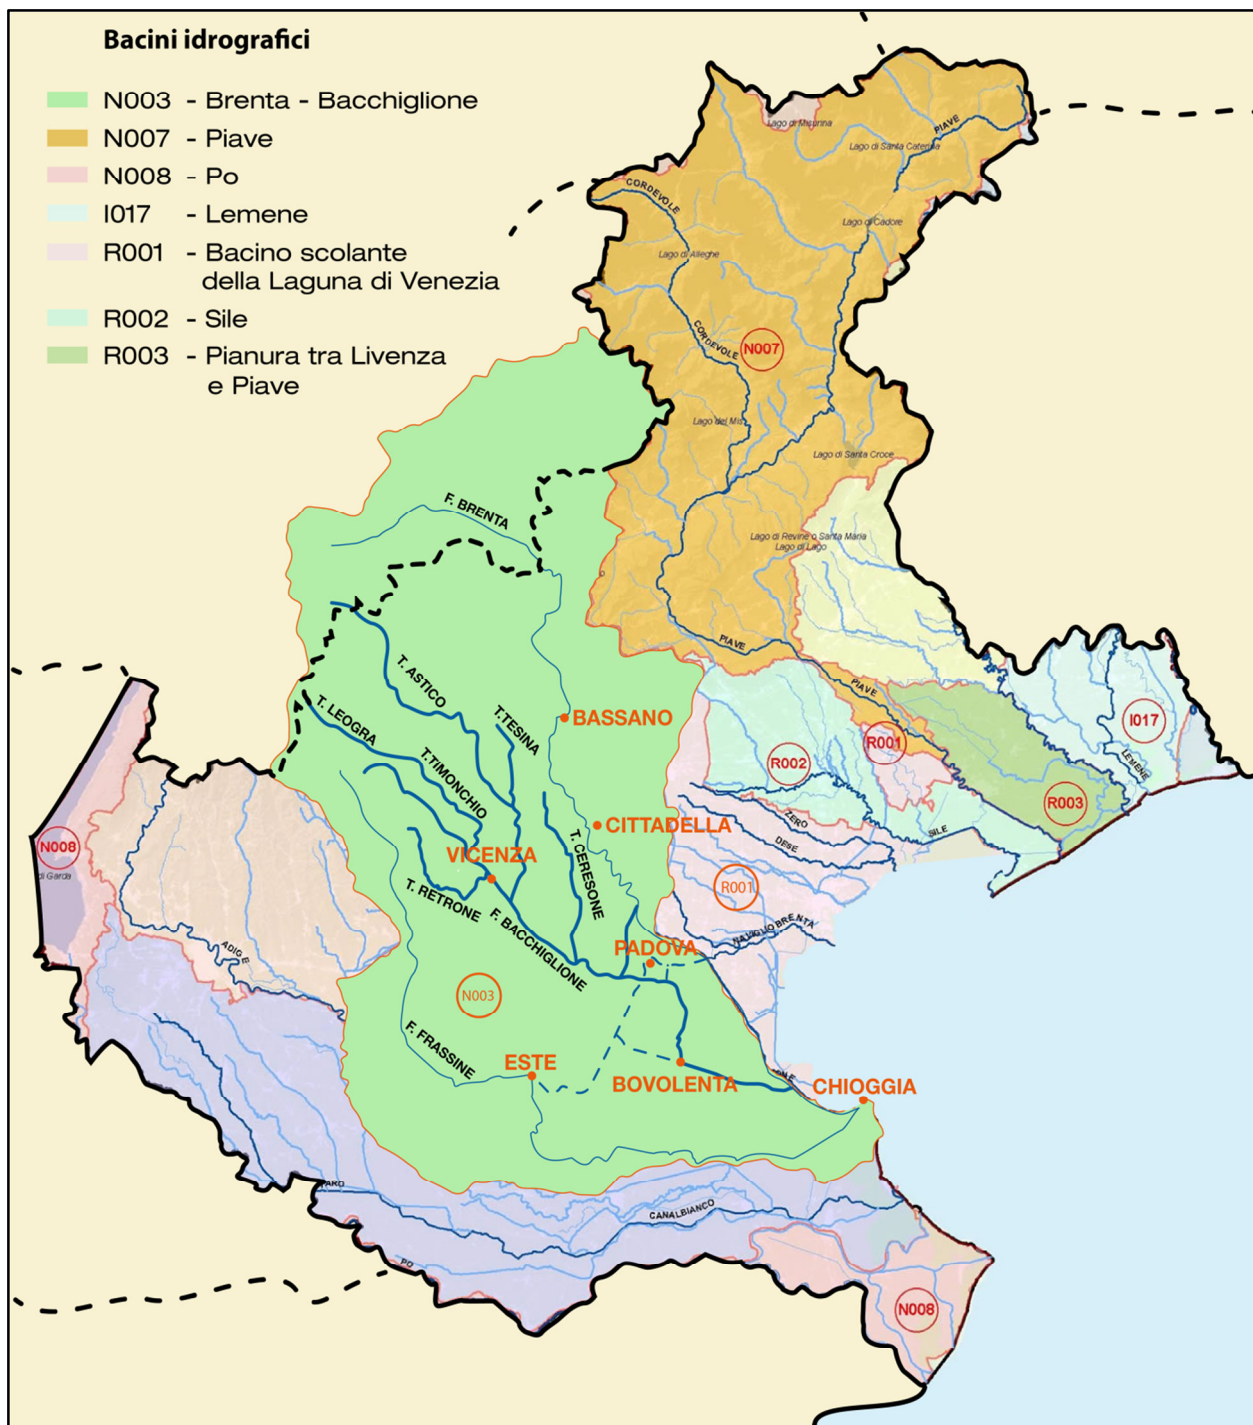 Bacini idrografici
N003 - Brenta - Bacchiglione
N007 - Piave
N008 - Po
I017 - Lemene
R001 - Bacino scolante
della Laguna di Venezia
R002 - Sile
R003 - Pianura tra Livenza
e Piave
Lago di Misurina
PIAVE
Lago di Santa Caterina
CORDEVOLE
Lago di Cadore
Lago di Alleghe
CORDEVOLE
N007
Lago del Mis
Lago di Santa Croce
F. BRENTA
Lago di Revine o Santa Maria
Lago di Lago
PIAVE
T. ASTICO
PIAVE
T. LEOGRA
T.TESINA
BASSANO
I017
R001
LEMENE
R002
T.TIMONCHIO
R003
ZERO
CITTADELLA
SILE
DESE
N008
VICENZA
T. CERESONE
di Garda
T. RETRONE
R001
F. BACCHIGLIONE
NAVIGLIO BRENTA
PADOVA
ADIGE
N003
F. FRASSINE
ESTE
BOVOLENTA
CHIOGGIA
CANALBIANCO
PO
N008